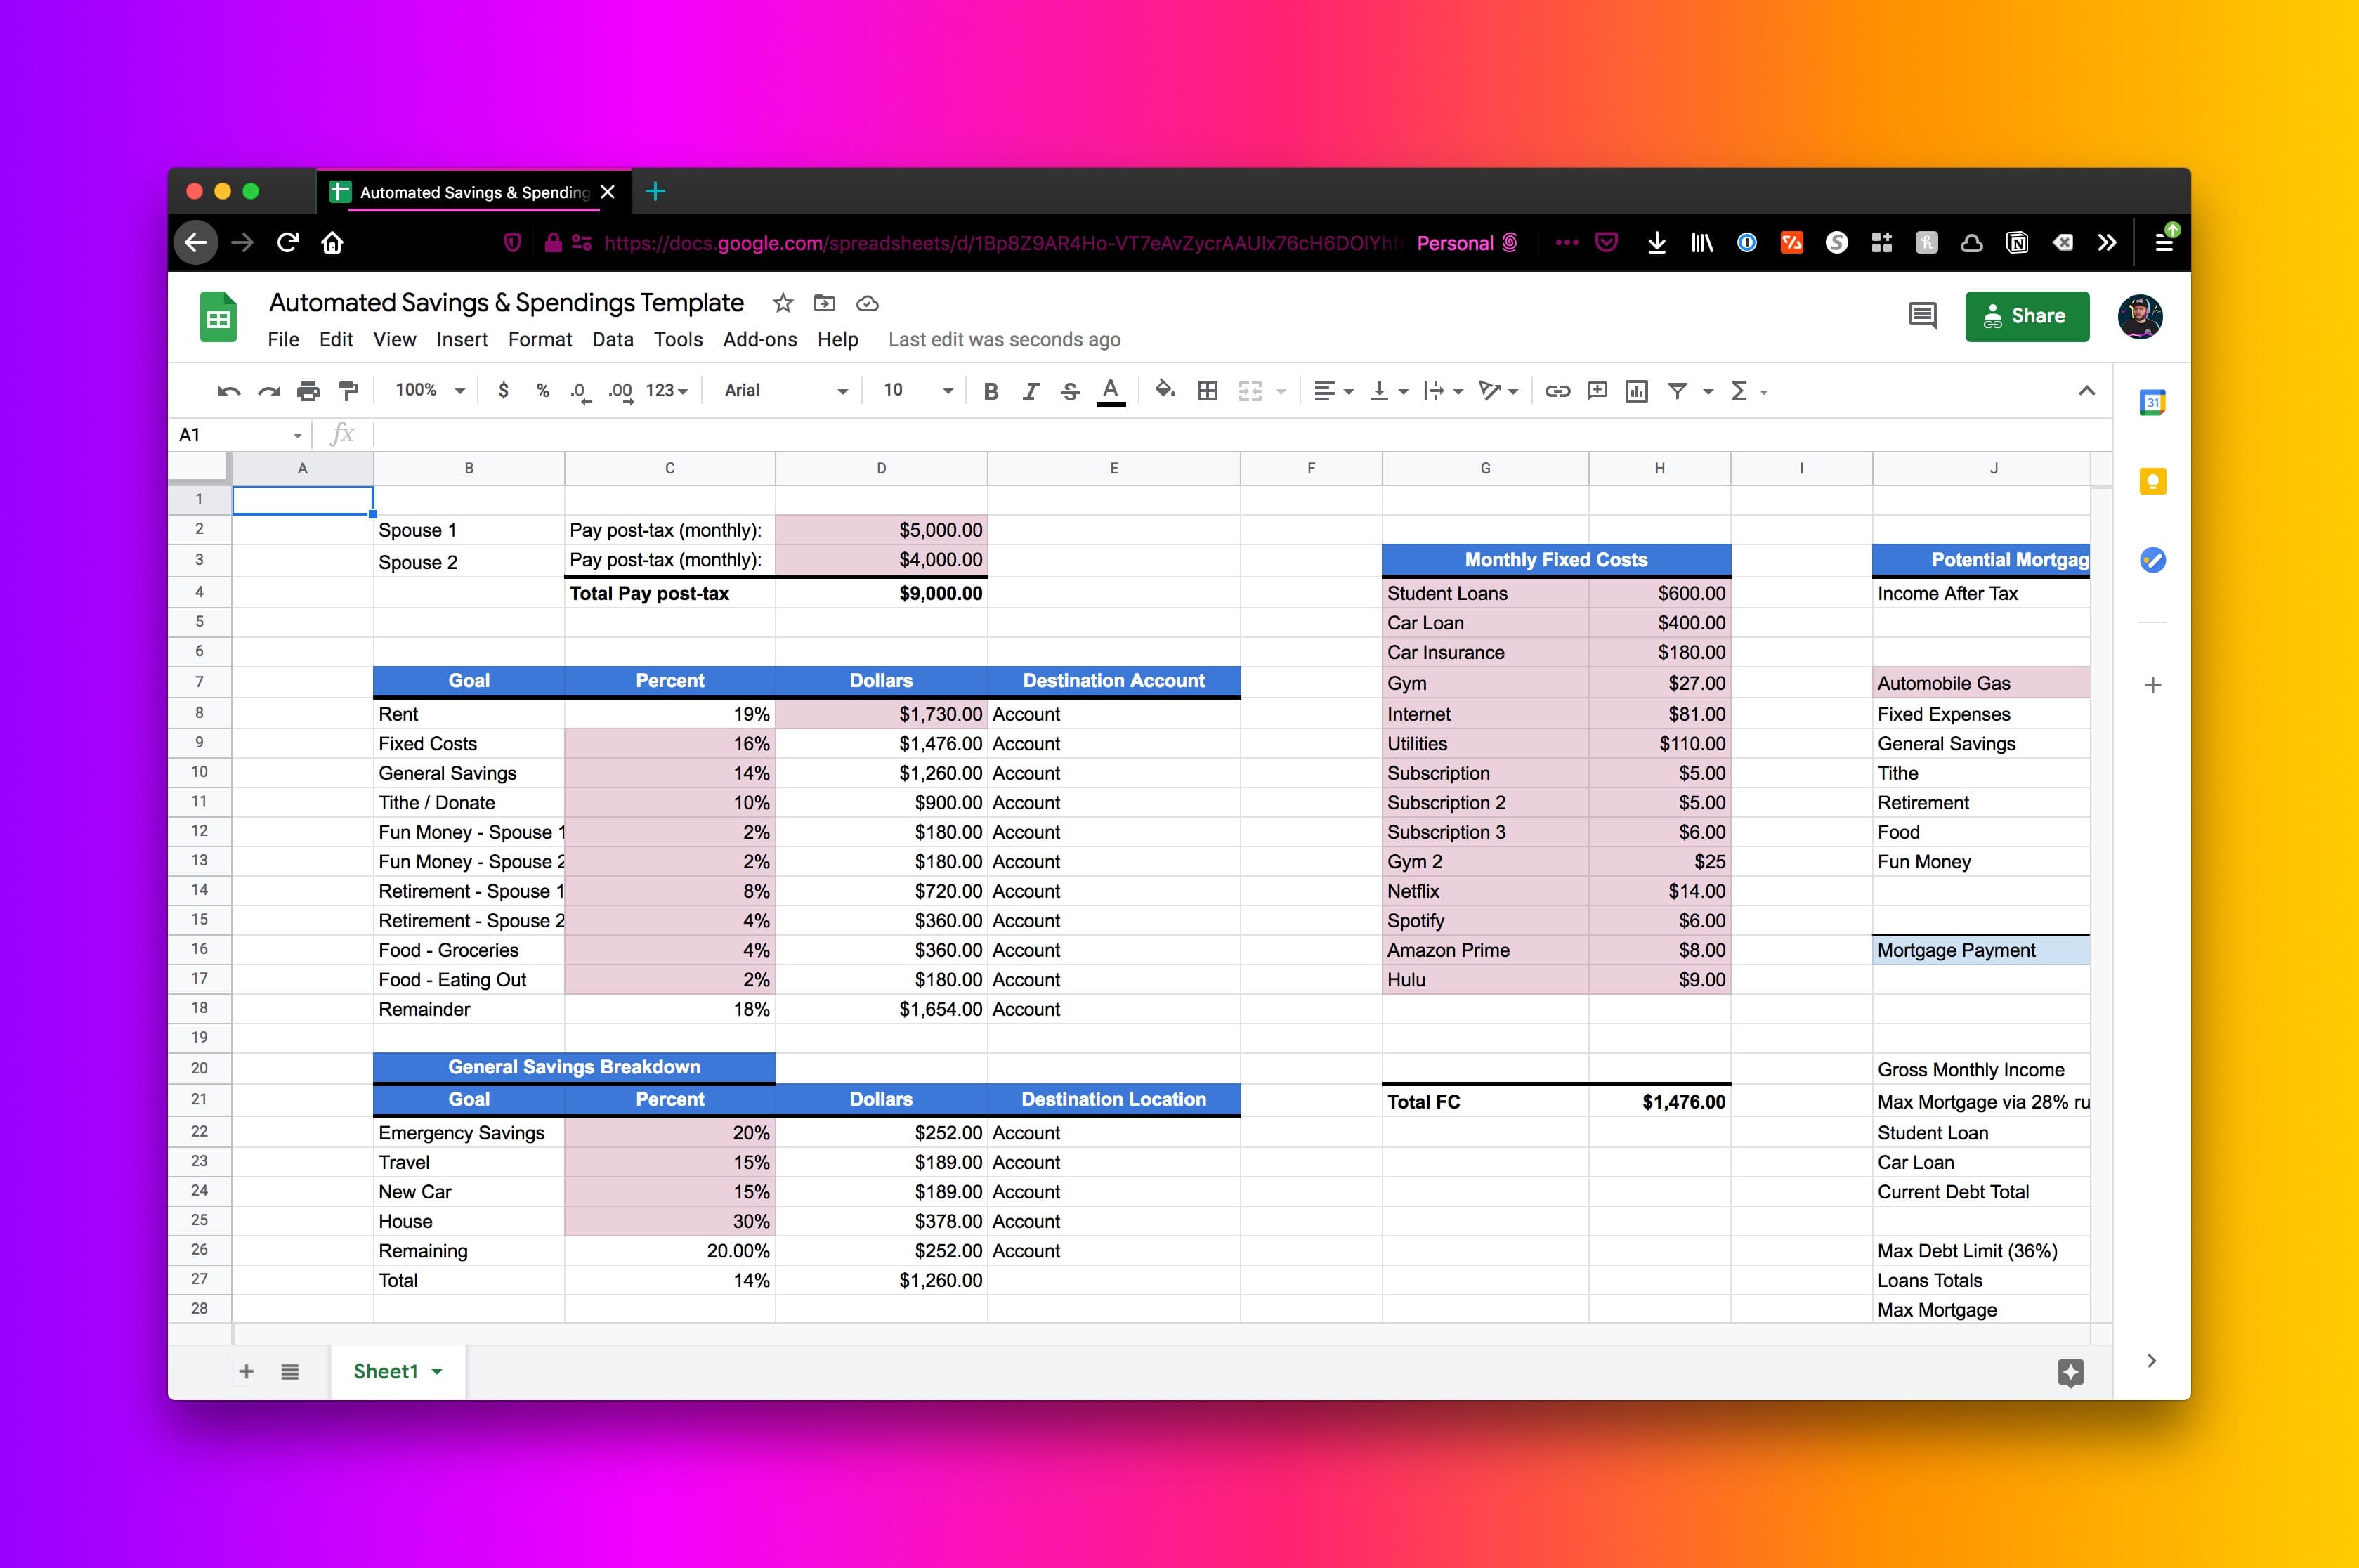 Automated Savings & Spending
https://docs.google.com/spreadsheets/d/1Bp8Z9AR4Ho-VT7eAvZycrAAUIx76cH6DOIYhf Personal
Automated Savings & Spendings Template
Share
File Edit View Insert Format Data Tools Add-ons Help Last edit was seconds ago
100% $ % .0 .00 123 Arial 10 B I S A Σ
31
A1 fx
A B C D E F G H I J
1
2 Spouse 1 Pay post-tax (monthly): $5,000.00
3 Spouse 2 Pay post-tax (monthly): $4,000.00 Monthly Fixed Costs Potential Mortgag
4 Total Pay post-tax $9,000.00 Student Loans $600.00 Income After Tax
5 Car Loan $400.00
6 Car Insurance $180.00
7 Goal Percent Dollars Destination Account Gym $27.00 Automobile Gas
8 Rent 19% $1,730.00 Account Internet $81.00 Fixed Expenses
9 Fixed Costs 16% $1,476.00 Account Utilities $110.00 General Savings
10 General Savings 14% $1,260.00 Account Subscription $5.00 Tithe
11 Tithe / Donate 10% $900.00 Account Subscription 2 $5.00 Retirement
12 Fun Money - Spouse 1 2% $180.00 Account Subscription 3 $6.00 Food
13 Fun Money - Spouse 2 2% $180.00 Account Gym 2 $25 Fun Money
14 Retirement - Spouse 1 8% $720.00 Account Netflix $14.00
15 Retirement - Spouse 2 4% $360.00 Account Spotify $6.00
16 Food - Groceries 4% $360.00 Account Amazon Prime $8.00 Mortgage Payment
17 Food - Eating Out 2% $180.00 Account Hulu $9.00
18 Remainder 18% $1,654.00 Account
19
20 General Savings Breakdown Gross Monthly Income
21 Goal Percent Dollars Destination Location Total FC $1,476.00 Max Mortgage via 28% ru
22 Emergency Savings 20% $252.00 Account Student Loan
23 Travel 15% $189.00 Account Car Loan
24 New Car 15% $189.00 Account Current Debt Total
25 House 30% $378.00 Account
26 Remaining 20.00% $252.00 Account Max Debt Limit (36%)
27 Total 14% $1,260.00 Loans Totals
28 Max Mortgage
Sheet1